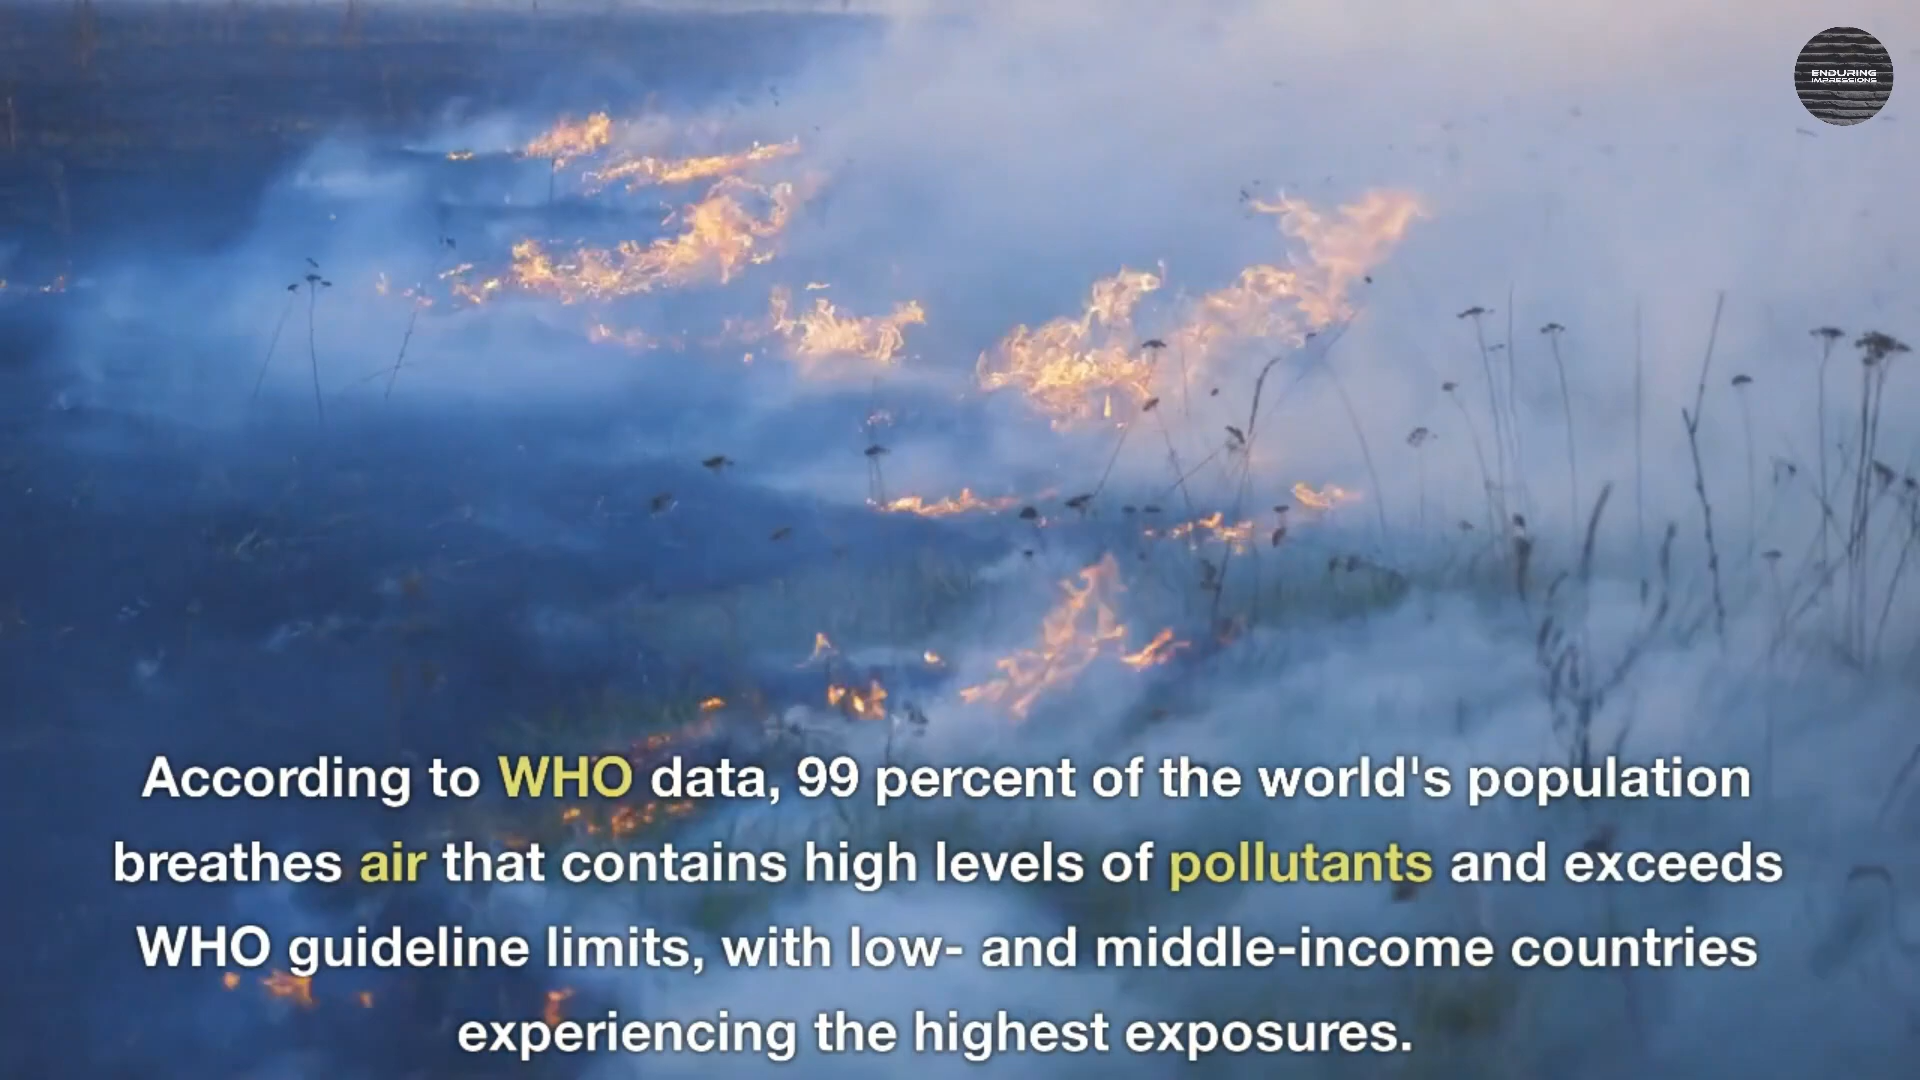 ENDURING
IMPRESSIONS
According to WHO data, 99 percent of the world's population
breathes air that contains high levels of pollutants and exceeds
WHO guideline limits, with low- and middle-income countries
experiencing the highest exposures.